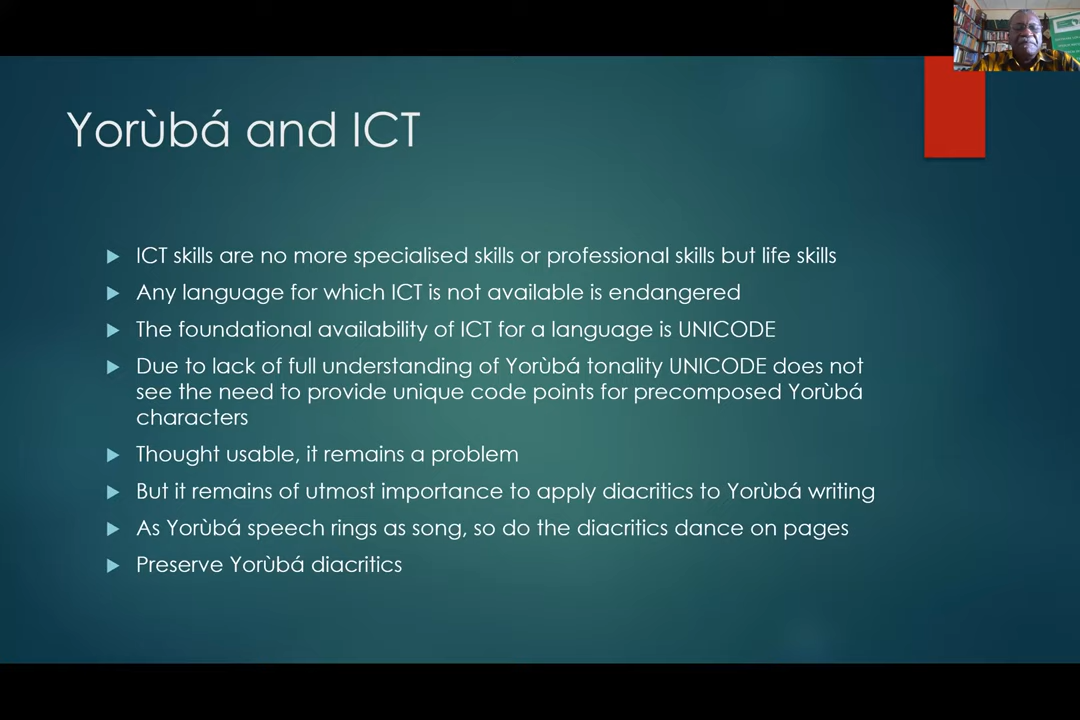 Yorùbá and ICT
ICT skills are no more specialised skills or professional skills but life skills
Any language for which ICT is not available is endangered
The foundational availability of ICT for a language is UNICODE
Due to lack of full understanding of Yorùbá tonality UNICODE does not
see the need to provide unique code points for precomposed Yorùbá
characters
Thought usable, it remains a problem
But it remains of utmost importance to apply diacritics to Yorùbá writing
As Yorùbá speech rings as song, so do the diacritics dance on pages
Preserve Yorùbá diacritics